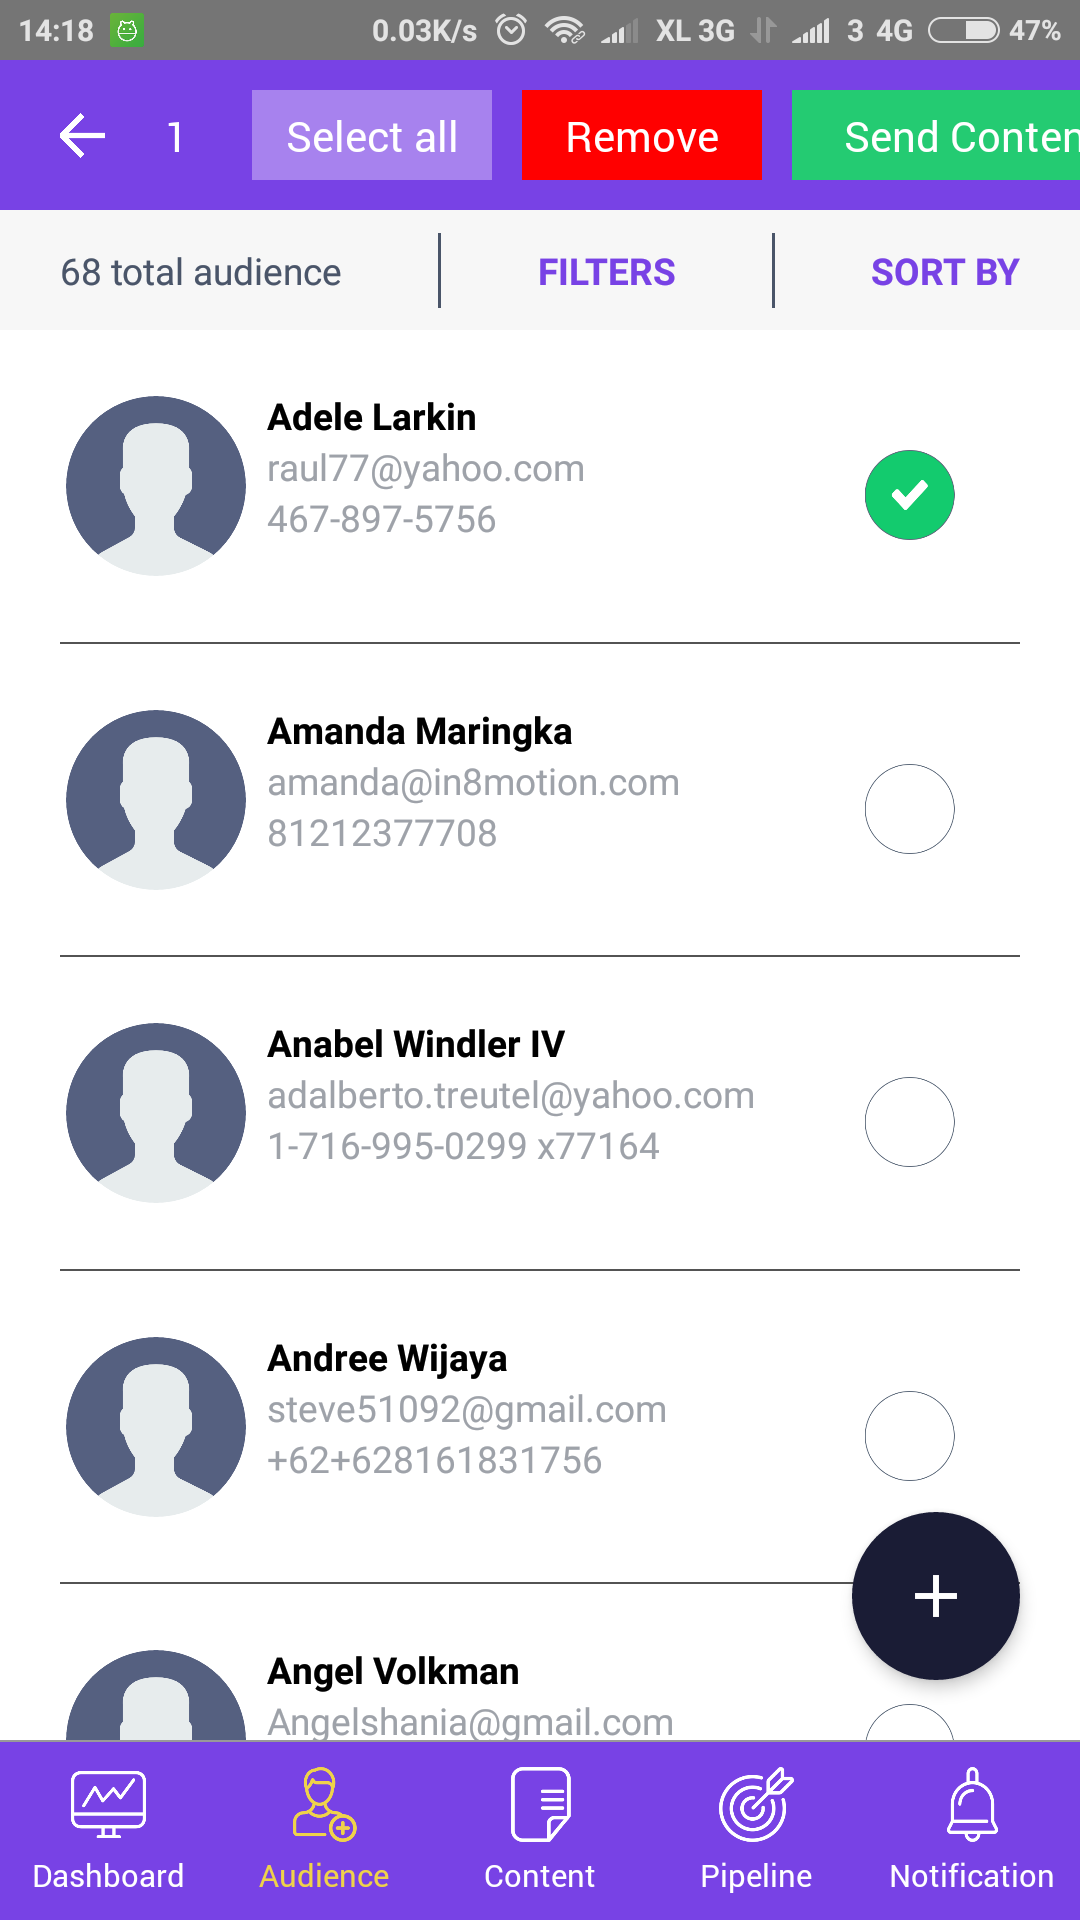 14:18 0.03K/s XL 3G 3 4G 47%
1 Select all Remove Send Conten
68 total audience FILTERS SORT BY
Adele Larkin
raul77@yahoo.com
467-897-5756
Amanda Maringka
amanda@in8motion.com
81212377708
Anabel Windler IV
adalberto.treutel@yahoo.com
1-716-995-0299 x77164
Andree Wijaya
steve51092@gmail.com
+62+628161831756
Angel Volkman
Angelshania@gmail.com
Dashboard Audience Content Pipeline Notification